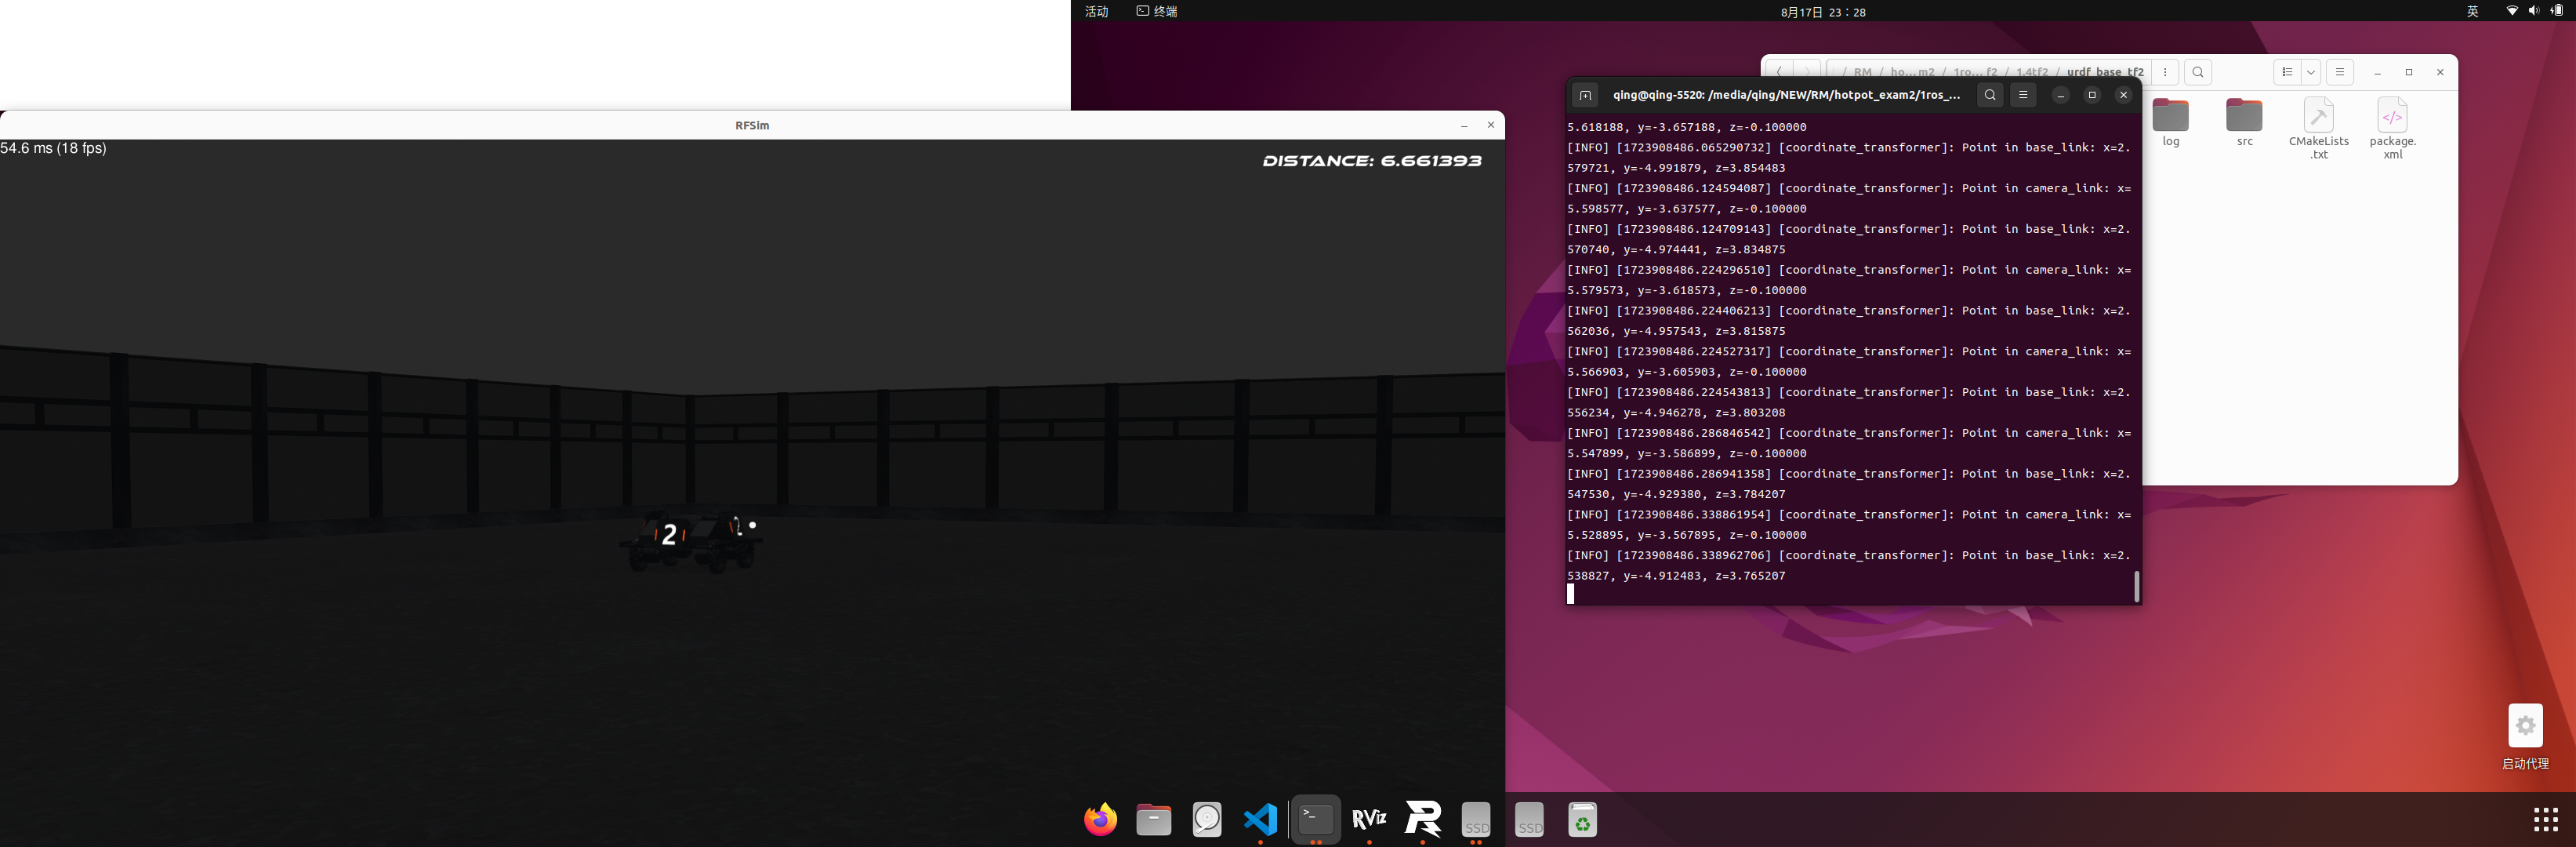 活动
终端
8月17日 23：28
英
RFSim
54.6 ms (18 fps)
DISTANCE: 6.661393
2
/ RM / ho…m2 / 1ro… f2 / 1.4tf2 / urdf_base_tf2
qing@qing-5520: /media/qing/NEW/RM/hotpot_exam2/1ros_…
5.618188, y=-3.657188, z=-0.100000
[INFO] [1723908486.065290732] [coordinate_transformer]: Point in base_link: x=2.
579721, y=-4.991879, z=3.854483
[INFO] [1723908486.124594087] [coordinate_transformer]: Point in camera_link: x=
5.598577, y=-3.637577, z=-0.100000
[INFO] [1723908486.124709143] [coordinate_transformer]: Point in base_link: x=2.
570740, y=-4.974441, z=3.834875
[INFO] [1723908486.224296510] [coordinate_transformer]: Point in camera_link: x=
5.579573, y=-3.618573, z=-0.100000
[INFO] [1723908486.224406213] [coordinate_transformer]: Point in base_link: x=2.
562036, y=-4.957543, z=3.815875
[INFO] [1723908486.224527317] [coordinate_transformer]: Point in camera_link: x=
5.566903, y=-3.605903, z=-0.100000
[INFO] [1723908486.224543813] [coordinate_transformer]: Point in base_link: x=2.
556234, y=-4.946278, z=3.803208
[INFO] [1723908486.286846542] [coordinate_transformer]: Point in camera_link: x=
5.547899, y=-3.586899, z=-0.100000
[INFO] [1723908486.286941358] [coordinate_transformer]: Point in base_link: x=2.
547530, y=-4.929380, z=3.784207
[INFO] [1723908486.338861954] [coordinate_transformer]: Point in camera_link: x=
5.528895, y=-3.567895, z=-0.100000
[INFO] [1723908486.338962706] [coordinate_transformer]: Point in base_link: x=2.
538827, y=-4.912483, z=3.765207
log
src
CMakeLists
.txt
package.
xml
启动代理
RViz
SSD
SSD